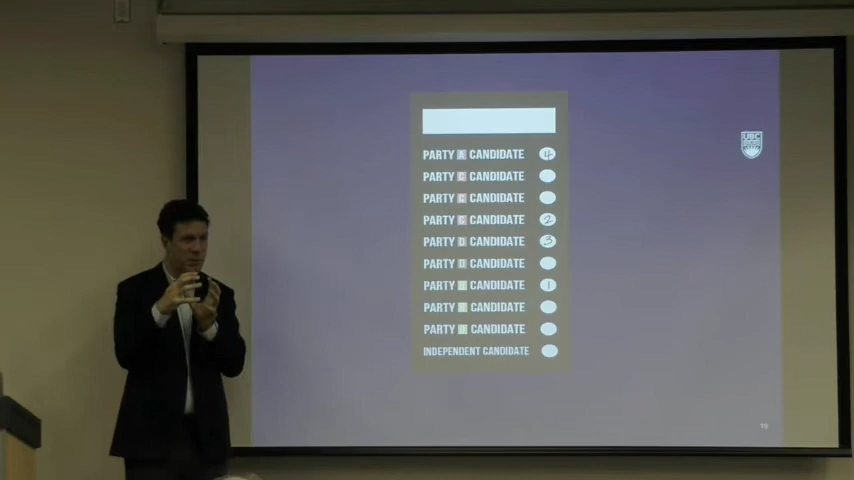 UBC
PARTY A CANDIDATE 4
PARTY C CANDIDATE
PARTY C CANDIDATE
PARTY C CANDIDATE 2
PARTY D CANDIDATE 3
PARTY D CANDIDATE
PARTY CANDIDATE 1
PARTY CANDIDATE
PARTY CANDIDATE
INDEPENDENT CANDIDATE